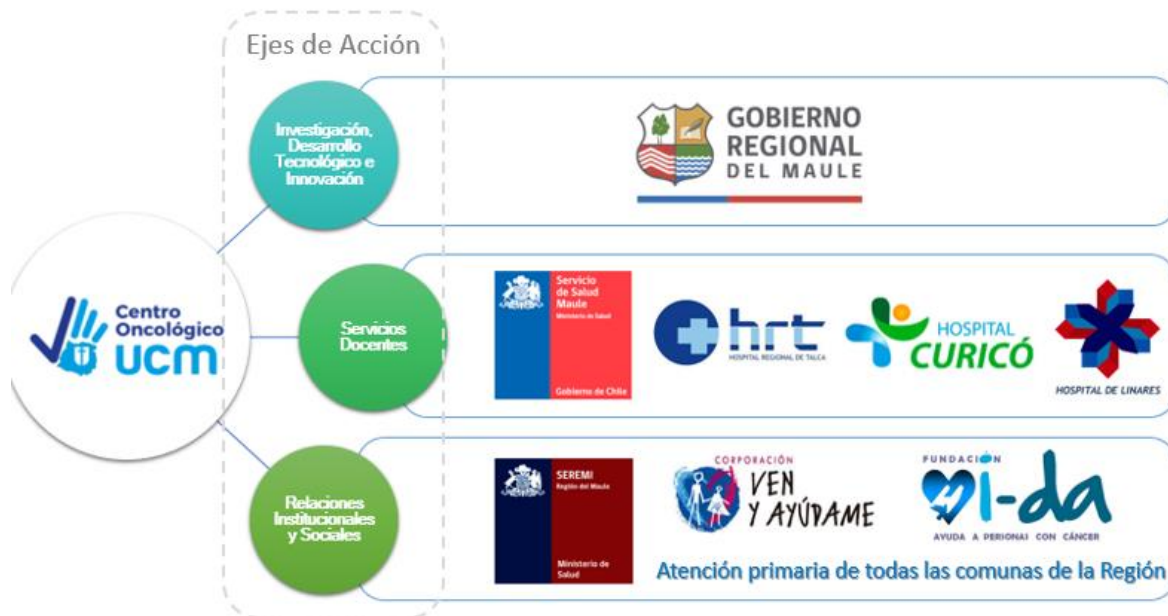 Ejes de Acción
Investigación,
Desarrollo
Tecnológico e
Innovación
GOBIERNO
REGIONAL
DEL MAULE
Centro
Oncológico
UCM
Servicios
Docentes
Servicio
de Salud
Maule
Ministerio de Salud
Gobierno de Chile
hrt
HOSPITAL REGIONAL DE TALCA
HOSPITAL
CURICÓ
HOSPITAL DE LINARES
Relaciones
Institucionales
y Sociales
SEREMI
Región del Maule
Ministerio de
Salud
CORPORACIÓN
VEN
Y AYÚDAME
FUNDACIÓN
Vi-da
AYUDA A PERSONAS CON CÁNCER
Atención primaria de todas las comunas de la Región